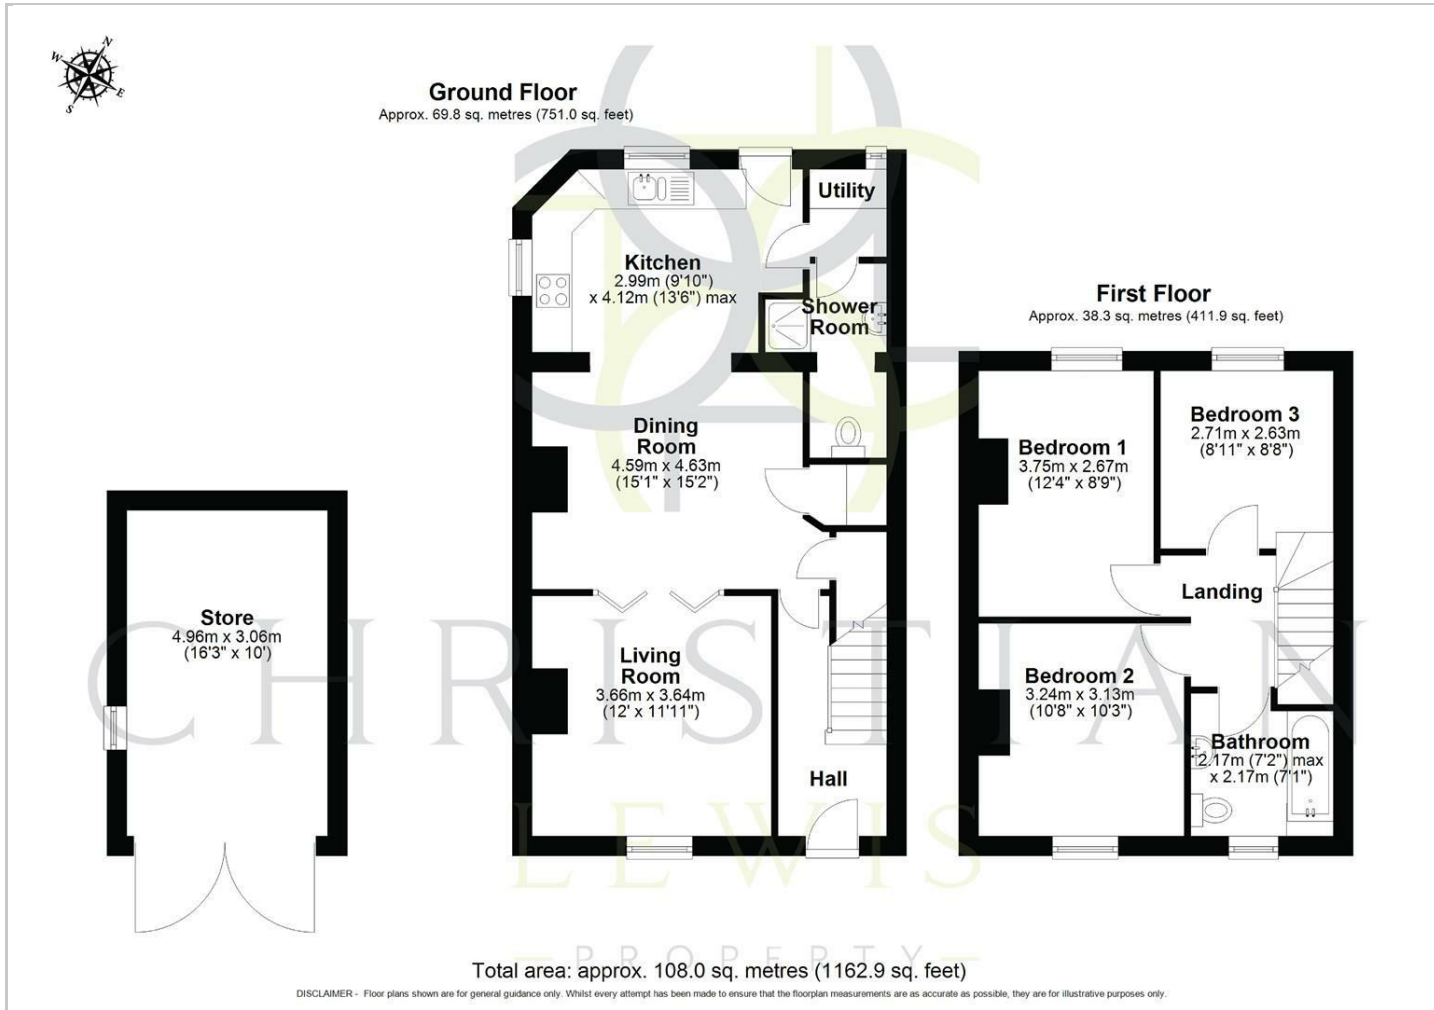 N
W
E
S
Ground Floor
Approx. 69.8 sq. metres (751.0 sq. feet)
Utility
Kitchen
2.99m (9'10")
x 4.12m (13'6") max
Shower
Room
Dining
Room
4.59m x 4.63m
(15'1" x 15'2")
Living
Room
3.66m x 3.64m
(12' x 11'11")
Hall
Store
4.96m x 3.06m
(16'3" x 10')
First Floor
Approx. 38.3 sq. metres (411.9 sq. feet)
Bedroom 1
3.75m x 2.67m
(12'4" x 8'9")
Bedroom 3
2.71m x 2.63m
(8'11" x 8'8")
Landing
Bedroom 2
3.24m x 3.13m
(10'8" x 10'3")
Bathroom
2.17m (7'2") max
x 2.17m (7'1")
CHRISTIAN
LEWIS
PROPERTY
Total area: approx. 108.0 sq. metres (1162.9 sq. feet)
DISCLAIMER - Floor plans shown are for general guidance only. Whilst every attempt has been made to ensure that the floorplan measurements are as accurate as possible, they are for illustrative purposes only.